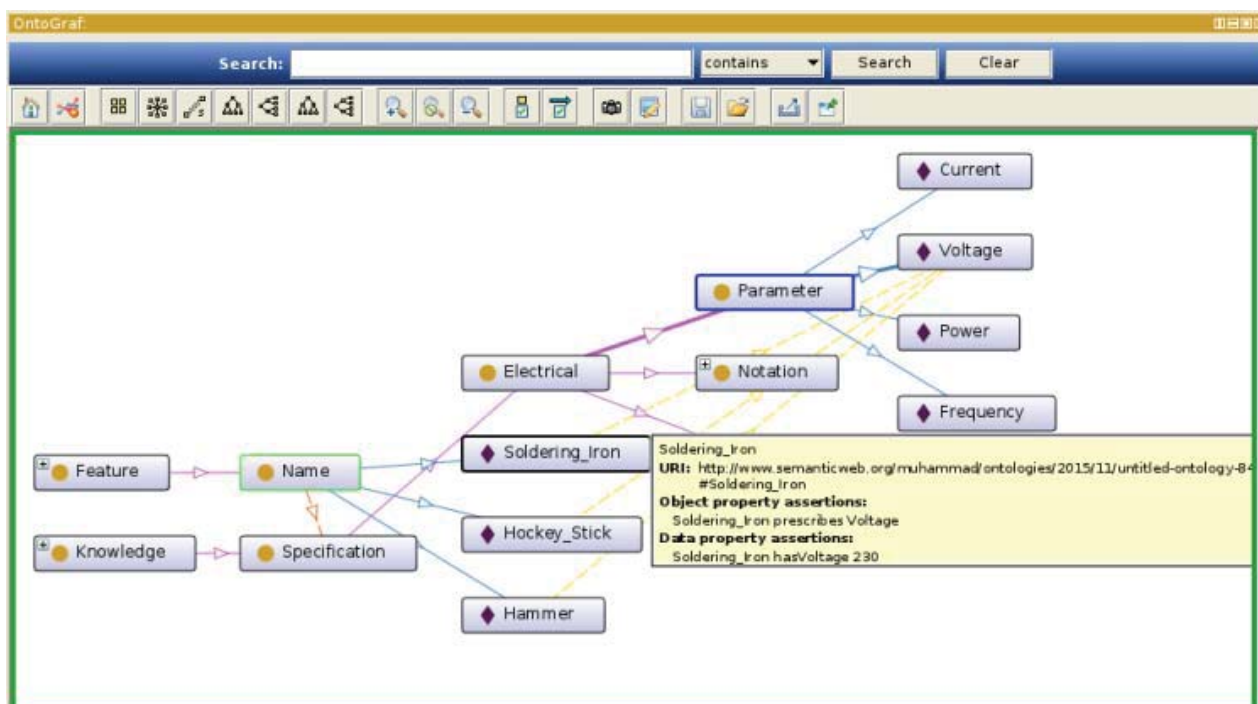 OntoGraf:
Search: contains Search Clear
Current
Voltage
Parameter
Power
Electrical
Notation
Frequency
Soldering_Iron
Feature
Name
Hockey_Stick
Knowledge
Specification
Hammer
Soldering_Iron
URI: http://www.semanticweb.org/muhammad/ontologies/2015/11/untitled-ontology-84
#Soldering_Iron
Object property assertions:
Soldering_Iron prescribes Voltage
Data property assertions:
Soldering_Iron hasVoltage 230